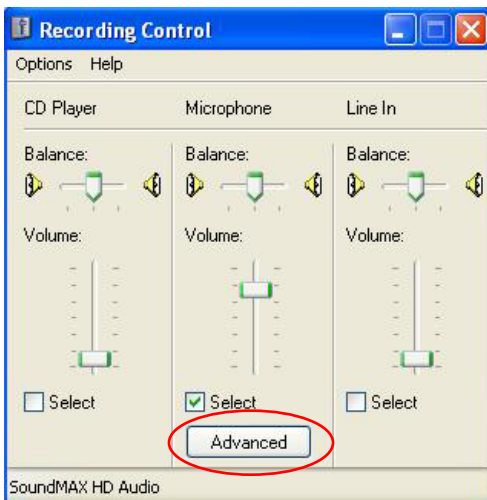 Recording Control
Options Help
CD Player Microphone Line In
Balance: Balance: Balance:
Volume: Volume: Volume:
Select Select Select
Advanced
SoundMAX HD Audio